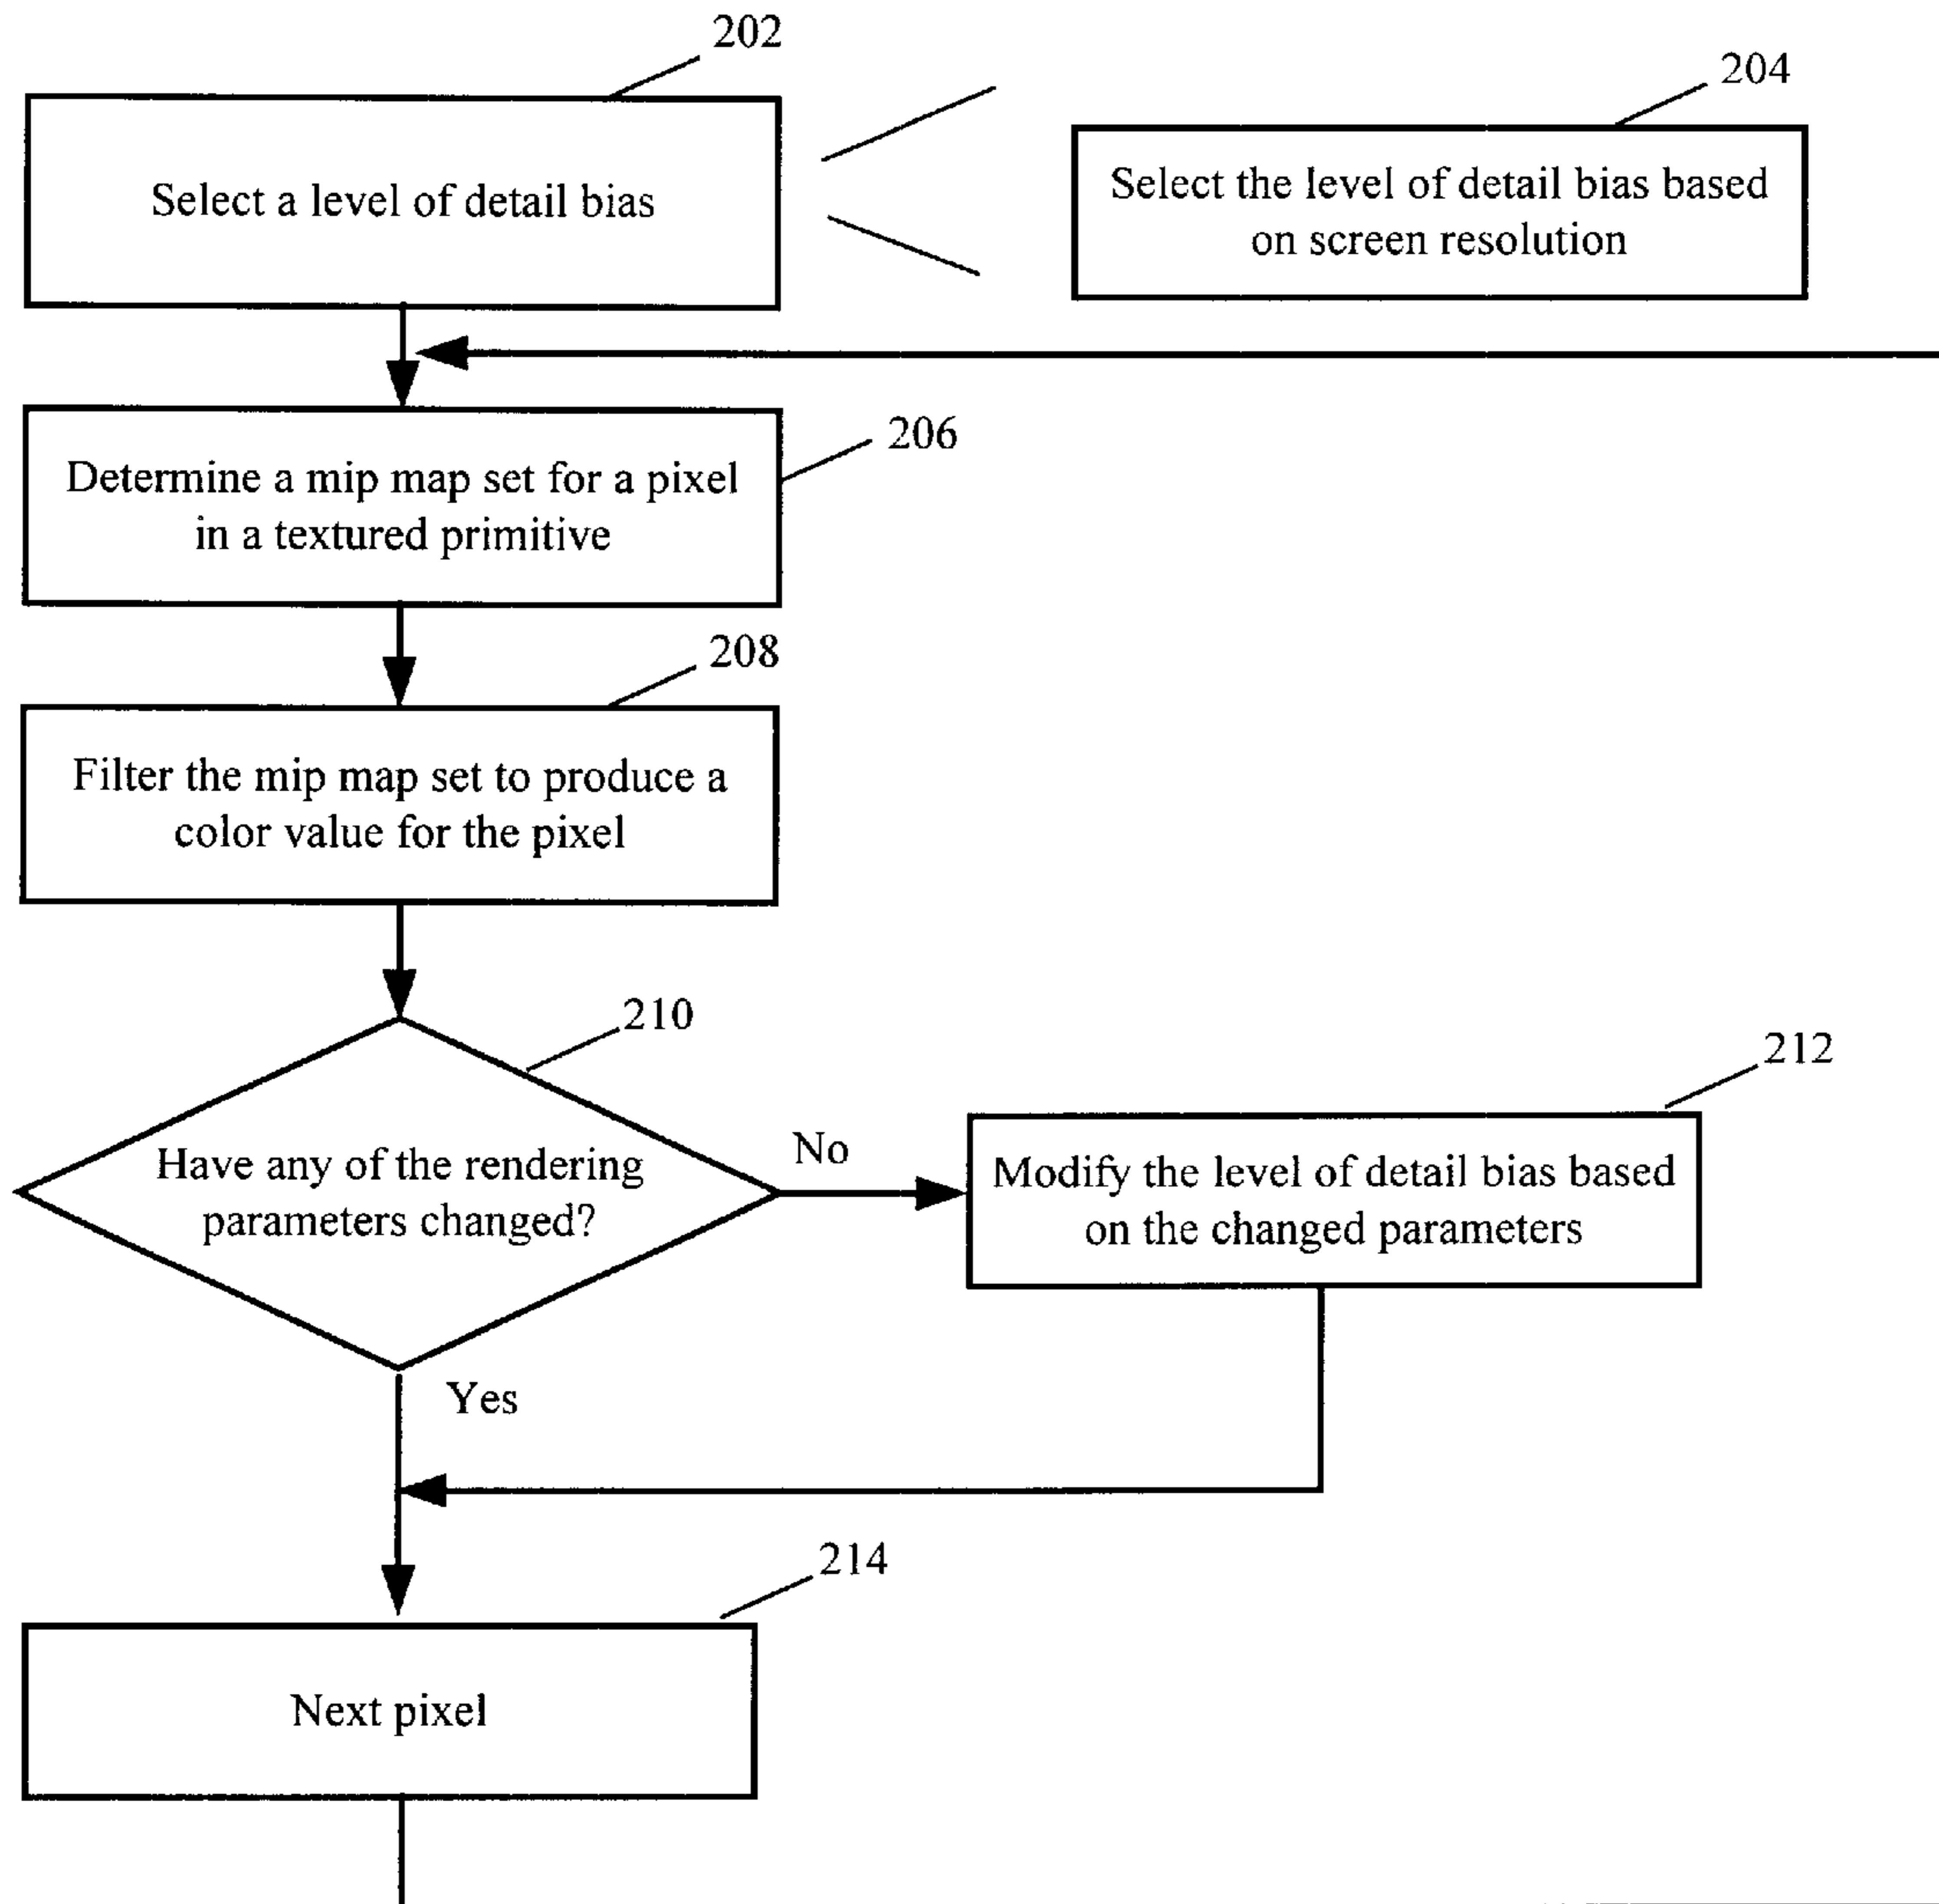 202
Select a level of detail bias
204
Select the level of detail bias based
on screen resolution
206
Determine a mip map set for a pixel
in a textured primitive
208
Filter the mip map set to produce a
color value for the pixel
210
Have any of the rendering
parameters changed?
No
212
Modify the level of detail bias based
on the changed parameters
Yes
214
Next pixel